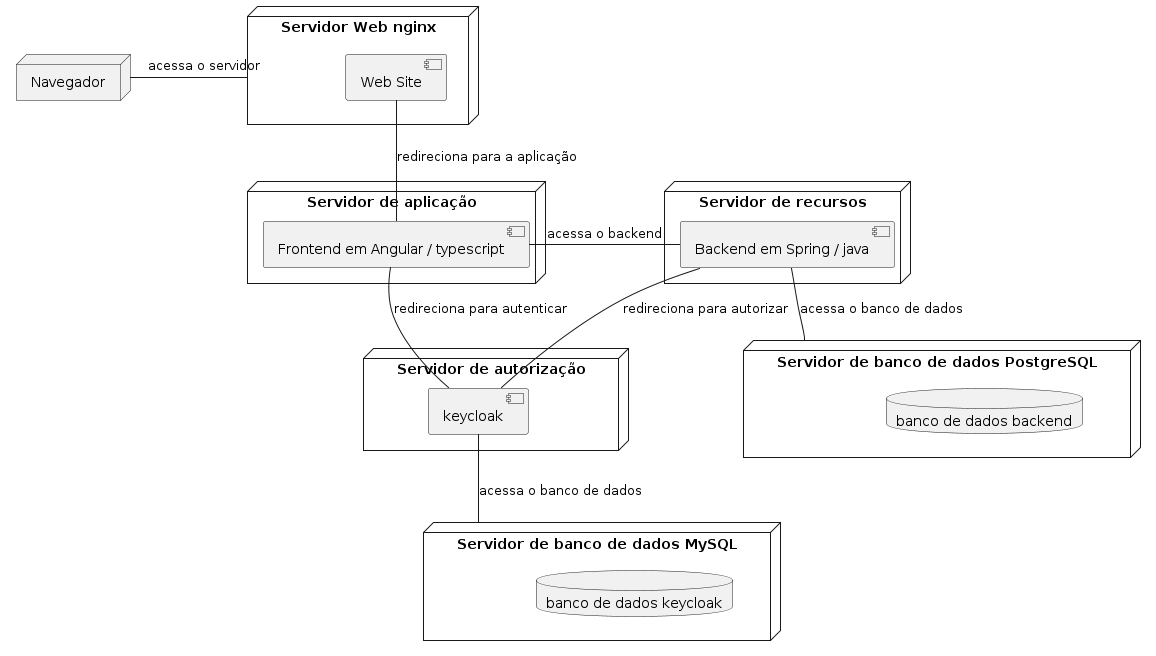 Servidor Web nginx
acessa o servidor
Navegador
Web Site
redireciona para a aplicação
Servidor de aplicação
Servidor de recursos
acessa o backend
Frontend em Angular / typescript
Backend em Spring / java
redireciona para autenticar
redireciona para autorizar
acessa o banco de dados
Servidor de autorização
Servidor de banco de dados PostgreSQL
keycloak
banco de dados backend
acessa o banco de dados
Servidor de banco de dados MySQL
banco de dados keycloak